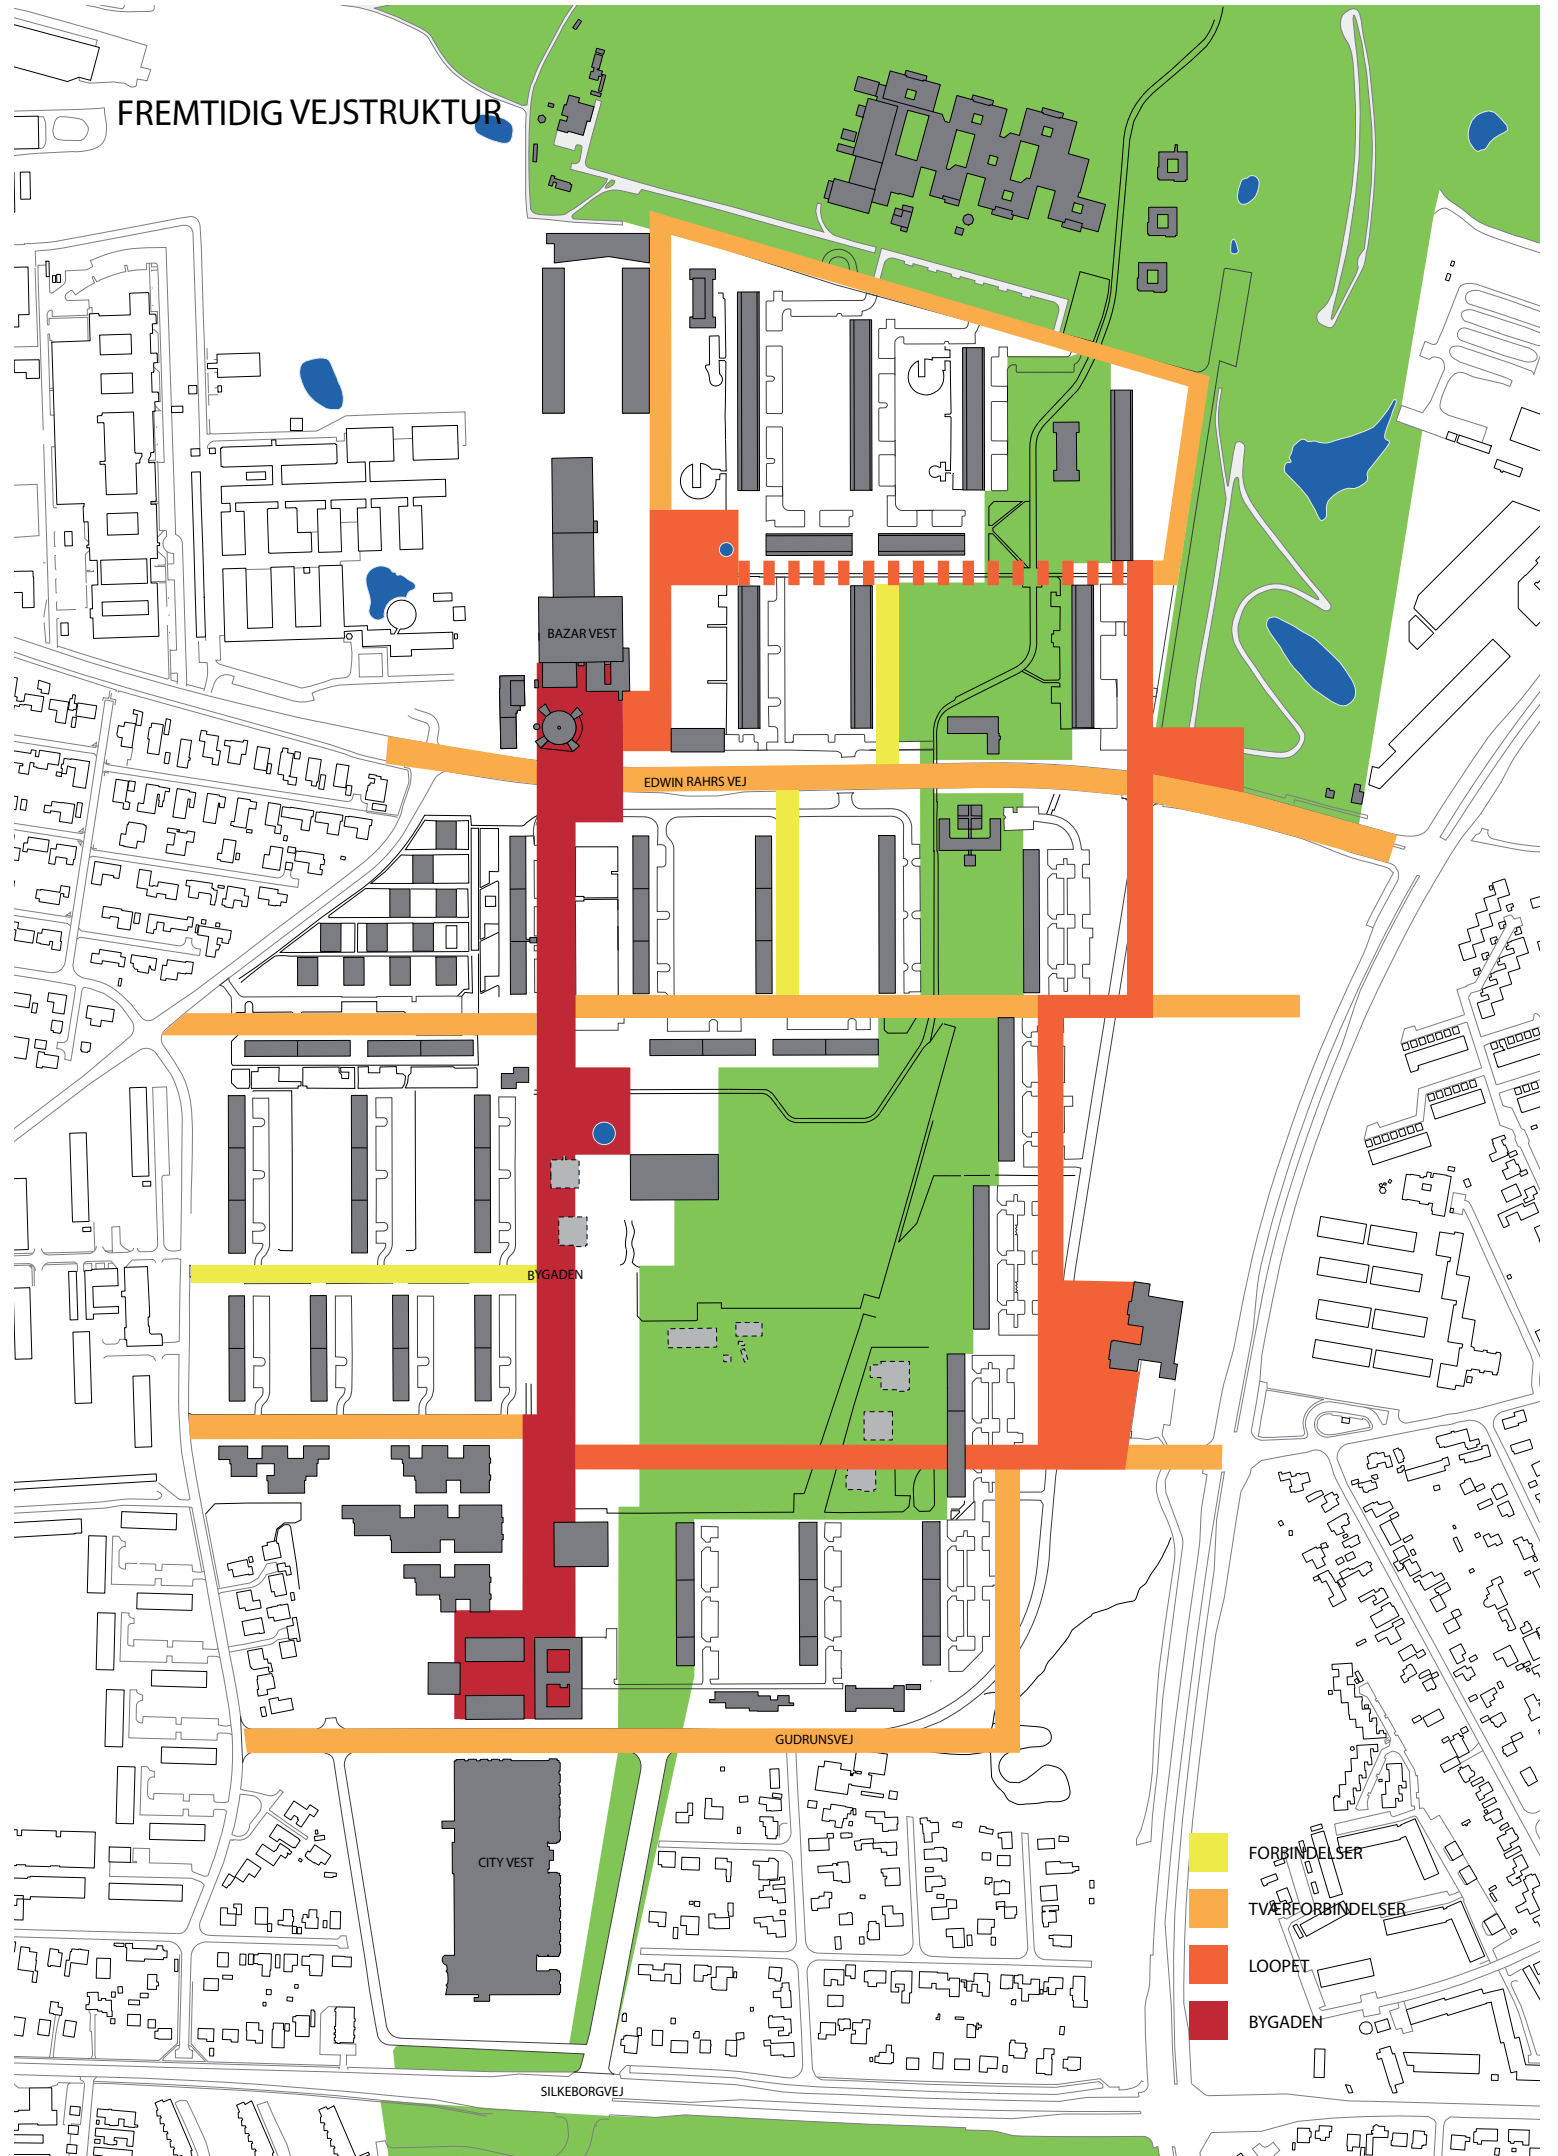 FREMTIDIG VEJSTRUKTUR
BAZAR VEST
EDWIN RAHRS VEJ
BYGADEN
GUDRUNSVEJ
CITY VEST
FORBINDELSER
TVÆRFORBINDELSER
LOOPET
BYGADEN
SILKEBORGVEJ